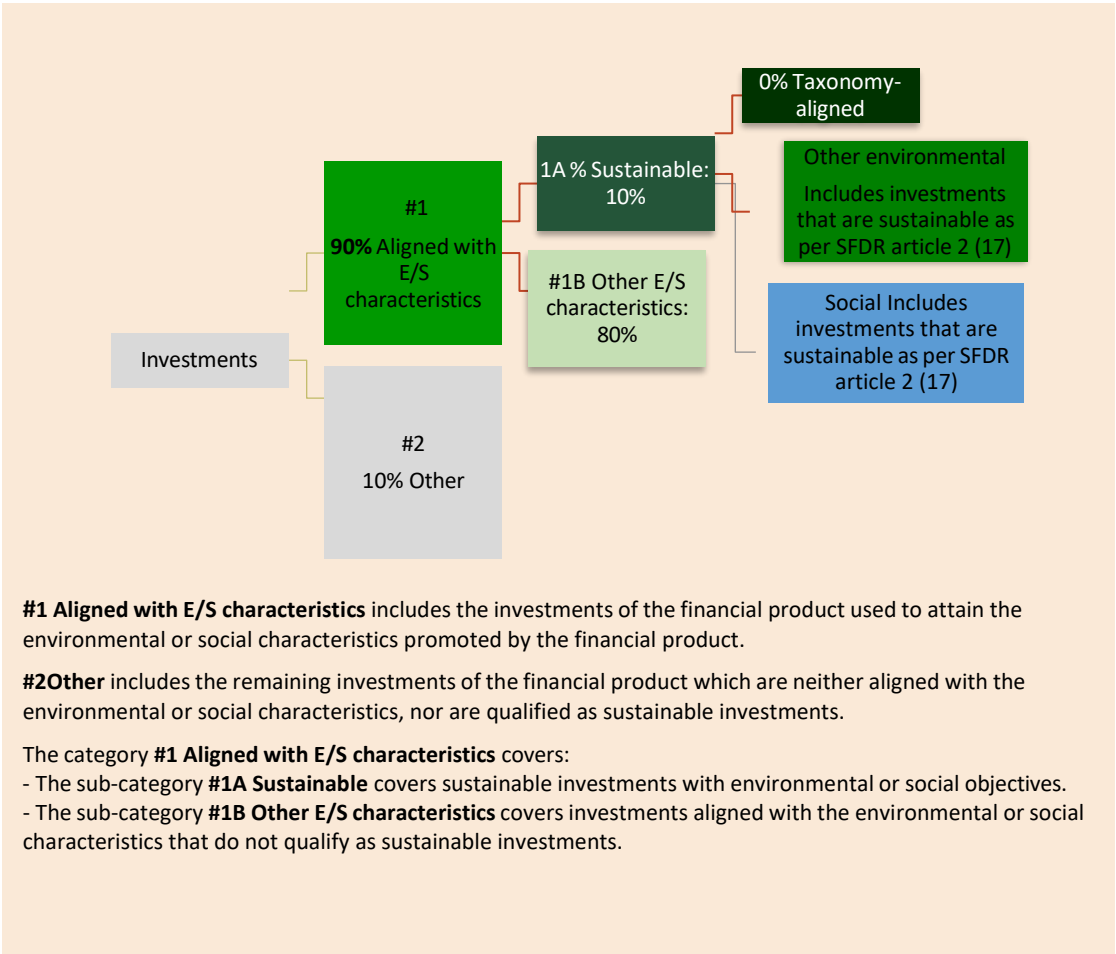 0% Taxonomy-
aligned
1A % Sustainable:
10%
Other environmental
Includes investments
that are sustainable as
per SFDR article 2 (17)
#1
90% Aligned with
E/S
characteristics
#1B Other E/S
characteristics:
80%
Social Includes
investments that are
sustainable as per SFDR
article 2 (17)
Investments
#2
10% Other
#1 Aligned with E/S characteristics includes the investments of the financial product used to attain the
environmental or social characteristics promoted by the financial product.
#2Other includes the remaining investments of the financial product which are neither aligned with the
environmental or social characteristics, nor are qualified as sustainable investments.
The category #1 Aligned with E/S characteristics covers:
- The sub-category #1A Sustainable covers sustainable investments with environmental or social objectives.
- The sub-category #1B Other E/S characteristics covers investments aligned with the environmental or social
characteristics that do not qualify as sustainable investments.